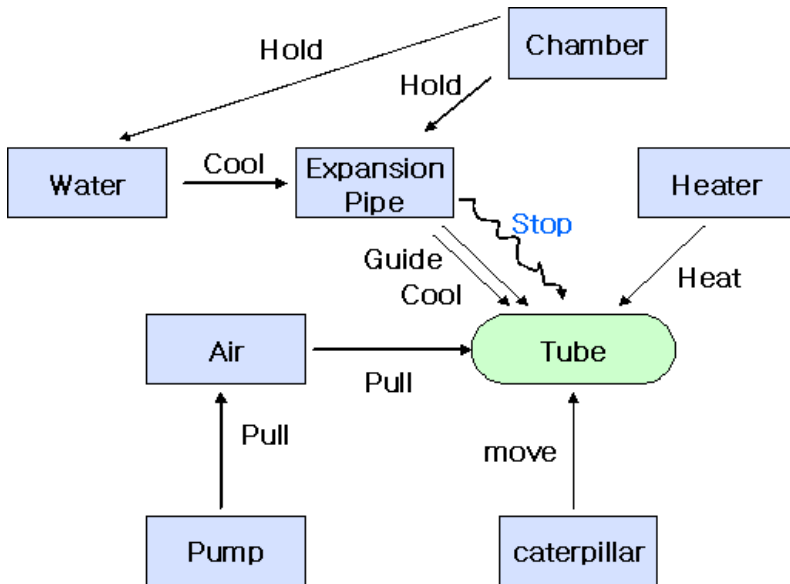 Chamber
Hold
Hold
Water
Cool
Expansion
Pipe
Heater
Stop
Guide
Cool
Heat
Air
Pull
Tube
Pull
move
Pump
caterpillar